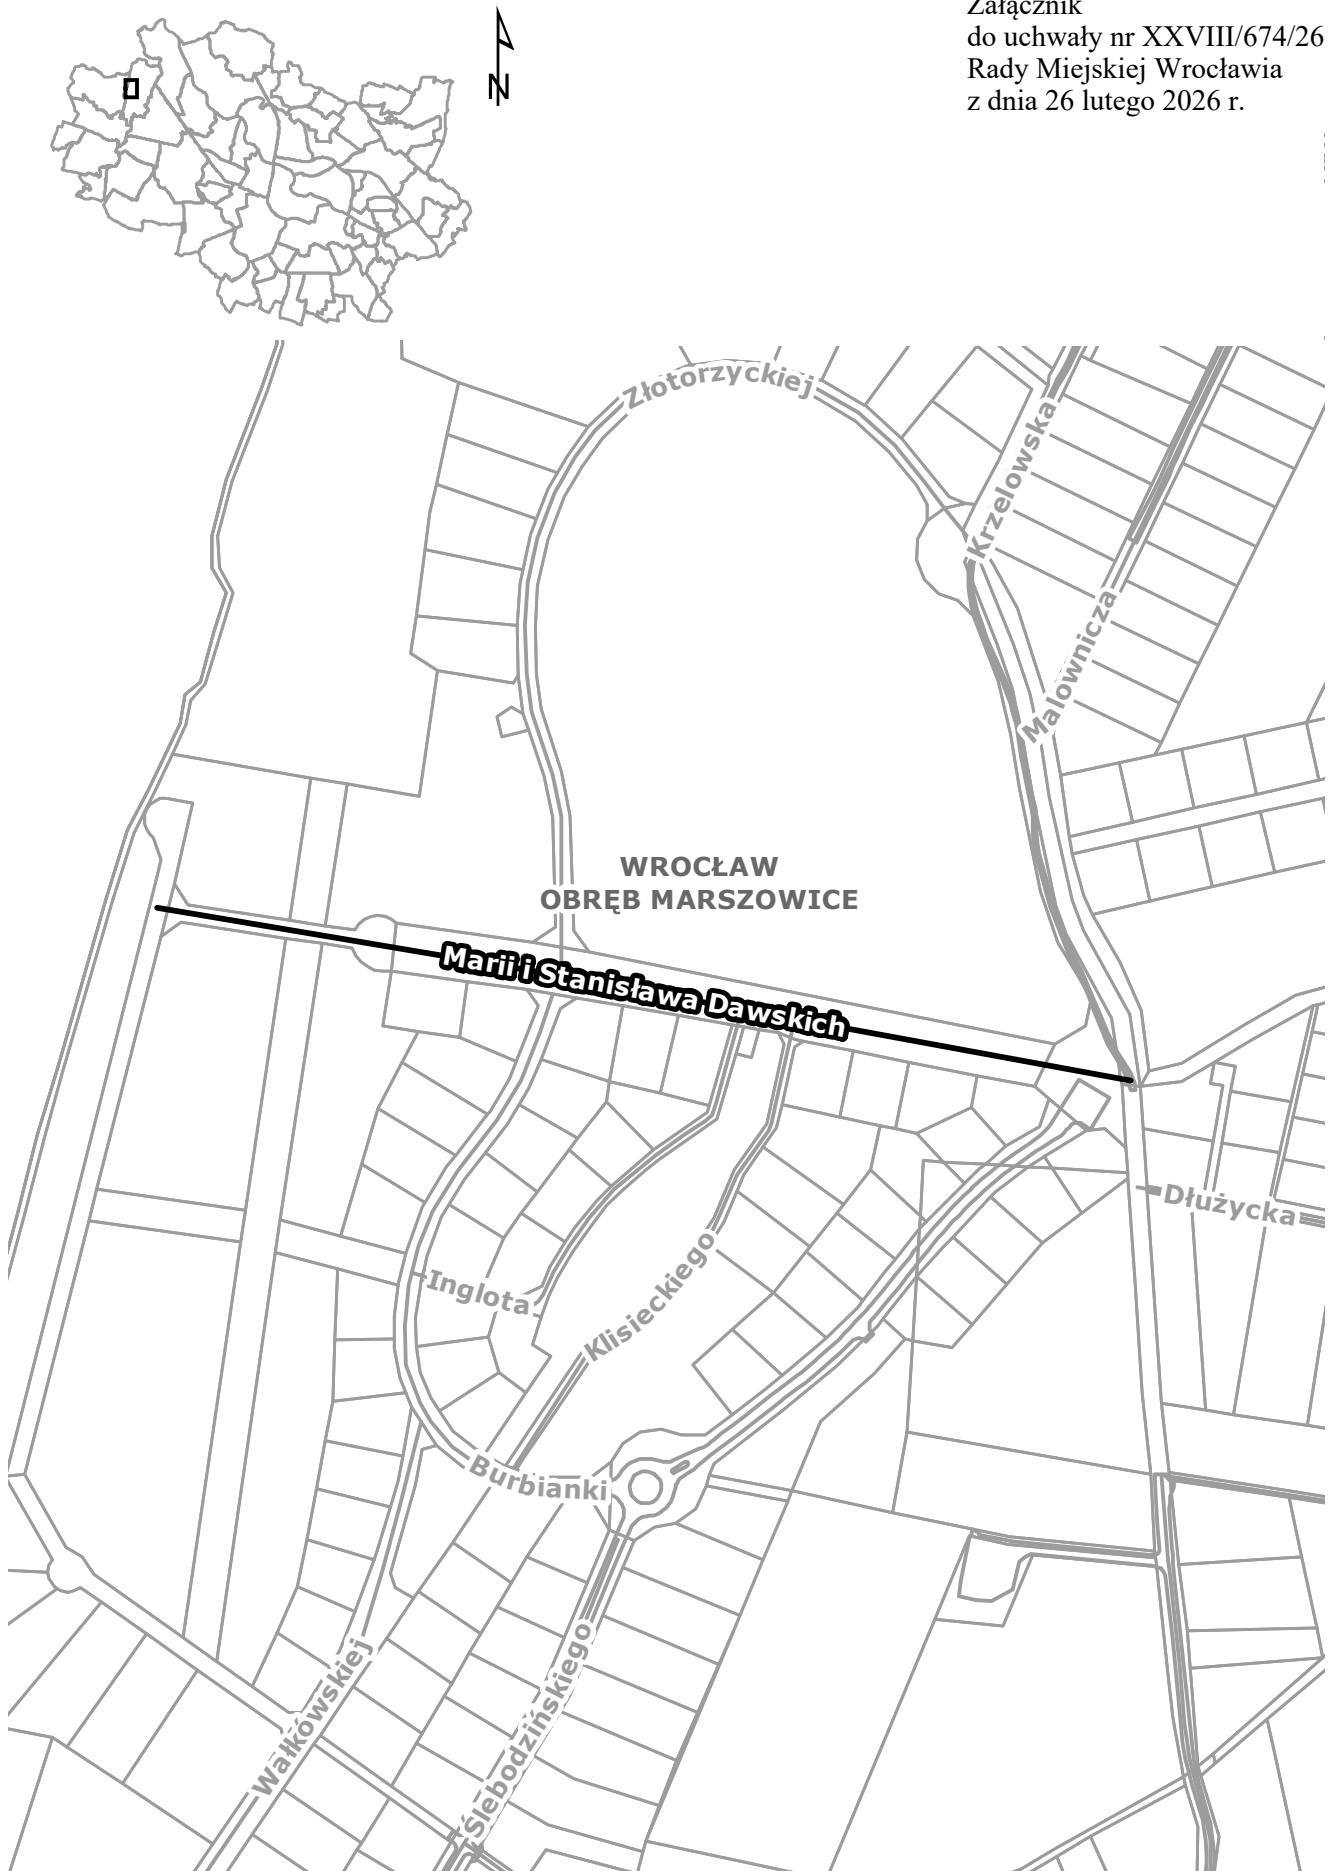 Załącznik
do uchwały nr XXVIII/674/26
Rady Miejskiej Wrocławia
z dnia 26 lutego 2026 r.
N
Złotorzyckiej
Krzelowska
Malownicza
WROCŁAW
OBRĘB MARSZOWICE
Marii i Stanisława Dawskich
Dłużycka
Inglota
Klisieckiego
Burbianki
Wałkówskiej
Ślebodzińskiego